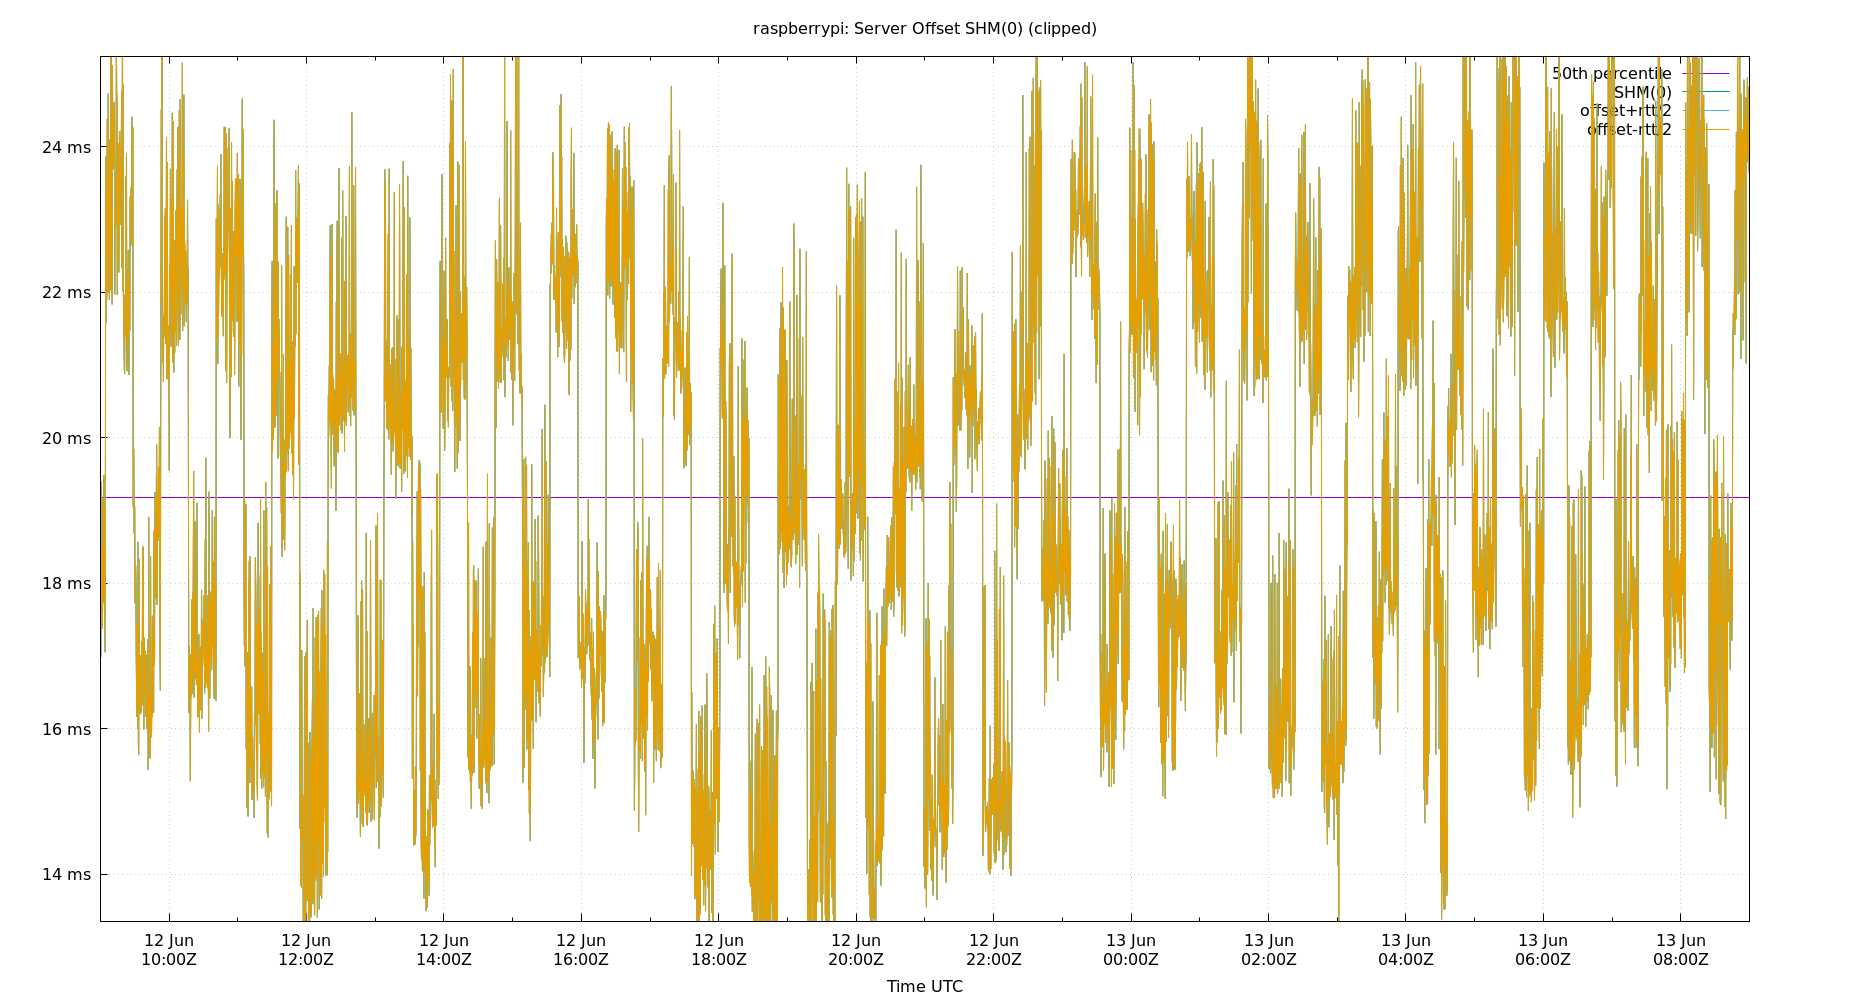 raspberrypi: Server Offset SHM(0) (clipped)
50th percentile
SHM(0)
offset+rtt/2
offset-rtt/2
24 ms
22 ms
20 ms
18 ms
16 ms
14 ms
12 Jun 12 Jun 12 Jun 12 Jun 12 Jun 12 Jun 12 Jun 13 Jun 13 Jun 13 Jun 13 Jun 13 Jun
10:00Z 12:00Z 14:00Z 16:00Z 18:00Z 20:00Z 22:00Z 00:00Z 02:00Z 04:00Z 06:00Z 08:00Z
Time UTC